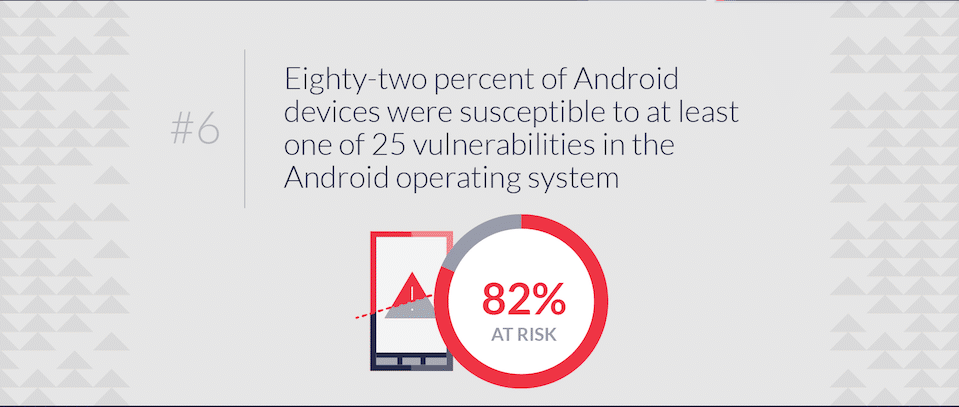 #6
Eighty-two percent of Android
devices were susceptible to at least
one of 25 vulnerabilities in the
Android operating system
82%
AT RISK